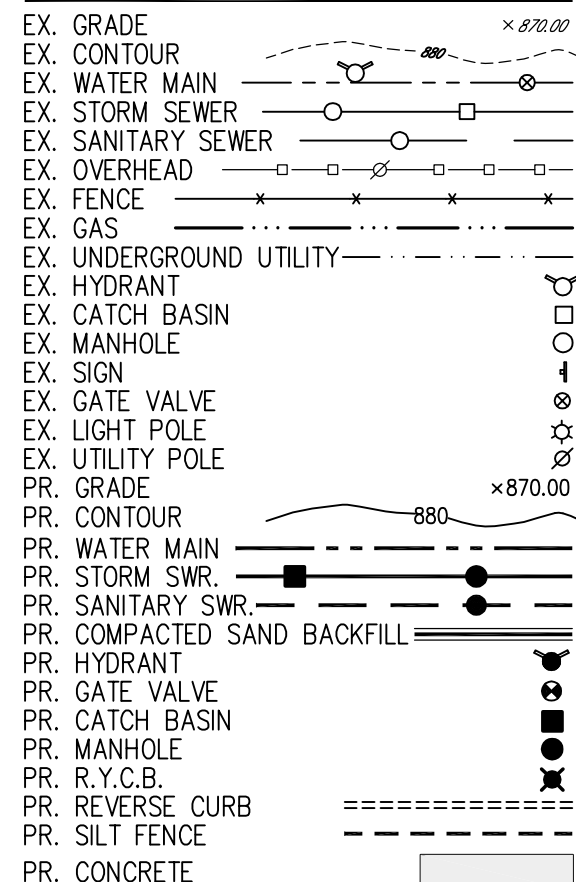 EX. GRADE ×870.00
EX. CONTOUR 880
EX. WATER MAIN
EX. STORM SEWER
EX. SANITARY SEWER
EX. OVERHEAD
EX. FENCE
EX. GAS
EX. UNDERGROUND UTILITY
EX. HYDRANT
EX. CATCH BASIN
EX. MANHOLE
EX. SIGN
EX. GATE VALVE
EX. LIGHT POLE
EX. UTILITY POLE
PR. GRADE ×870.00
PR. CONTOUR 880
PR. WATER MAIN
PR. STORM SWR.
PR. SANITARY SWR.
PR. COMPACTED SAND BACKFILL
PR. HYDRANT
PR. GATE VALVE
PR. CATCH BASIN
PR. MANHOLE
PR. R.Y.C.B.
PR. REVERSE CURB
PR. SILT FENCE
PR. CONCRETE